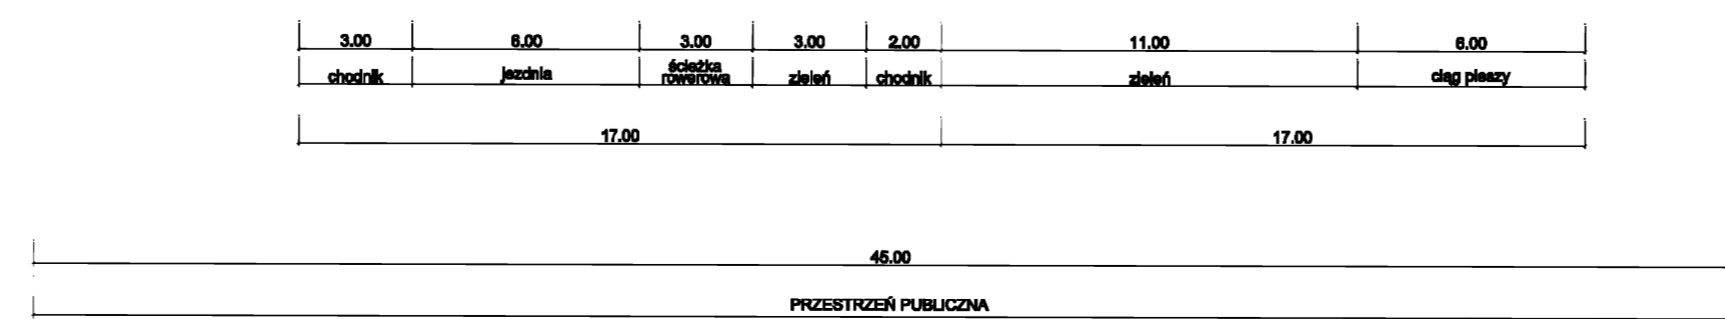 3.00 6.00 3.00 3.00 2.00 11.00 6.00
chodnik jezdnia ścieżka rowerowa zieleń chodnik zieleń ciąg pieszy
17.00 17.00
45.00
PRZESTRZEŃ PUBLICZNA